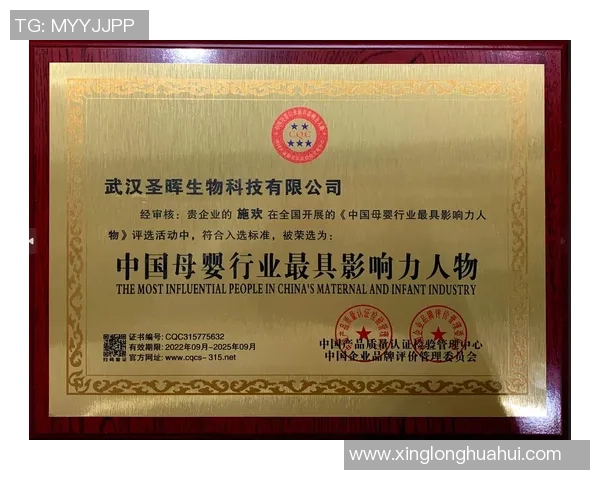 TG: MYYJJPP
CQC
武汉圣晖生物科技有限公司
经审核：贵企业的 施欢 在全国开展的《中国母婴行业最具影响力人
物》评选活动中，符合入选标准，被荣选为：
中国母婴行业最具影响力人物
THE MOST INFLUENTIAL PEOPLE IN CHINA'S MATERNAL AND INFANT INDUSTRY
证书编号: CQC315775632
有效期限: 2022年09月-2025年09月
官方网址: www.cqcs-315.net
扫码查证
中国产品质量认证检验管理中心
中国企业品牌评价管理委员会
www.xinglonghuahui.com